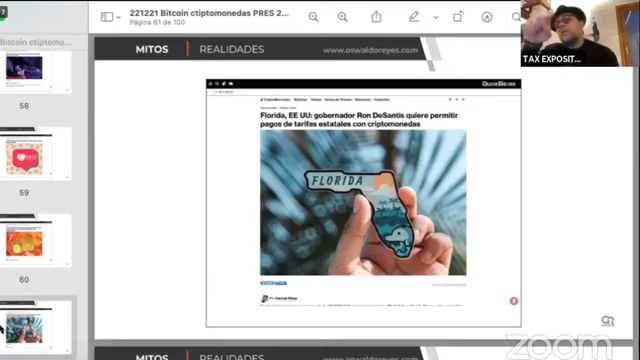 221221 Bitcoin ctiptomonedas PRES 2...
Página 61 de 100
Bitcoin ctiptomonedas...
58
59
60
MITOS
REALIDADES
www.oswaldoreyes.com
DiarioBitcoin
Florida, EE UU: gobernador Ron DeSantis quiere permitir
pagos de tarifas estatales con criptomonedas
FLORIDA
TAX EXPOSIT...
MITOS
REALIDADES
www.oswaldoreyes.com
zoom